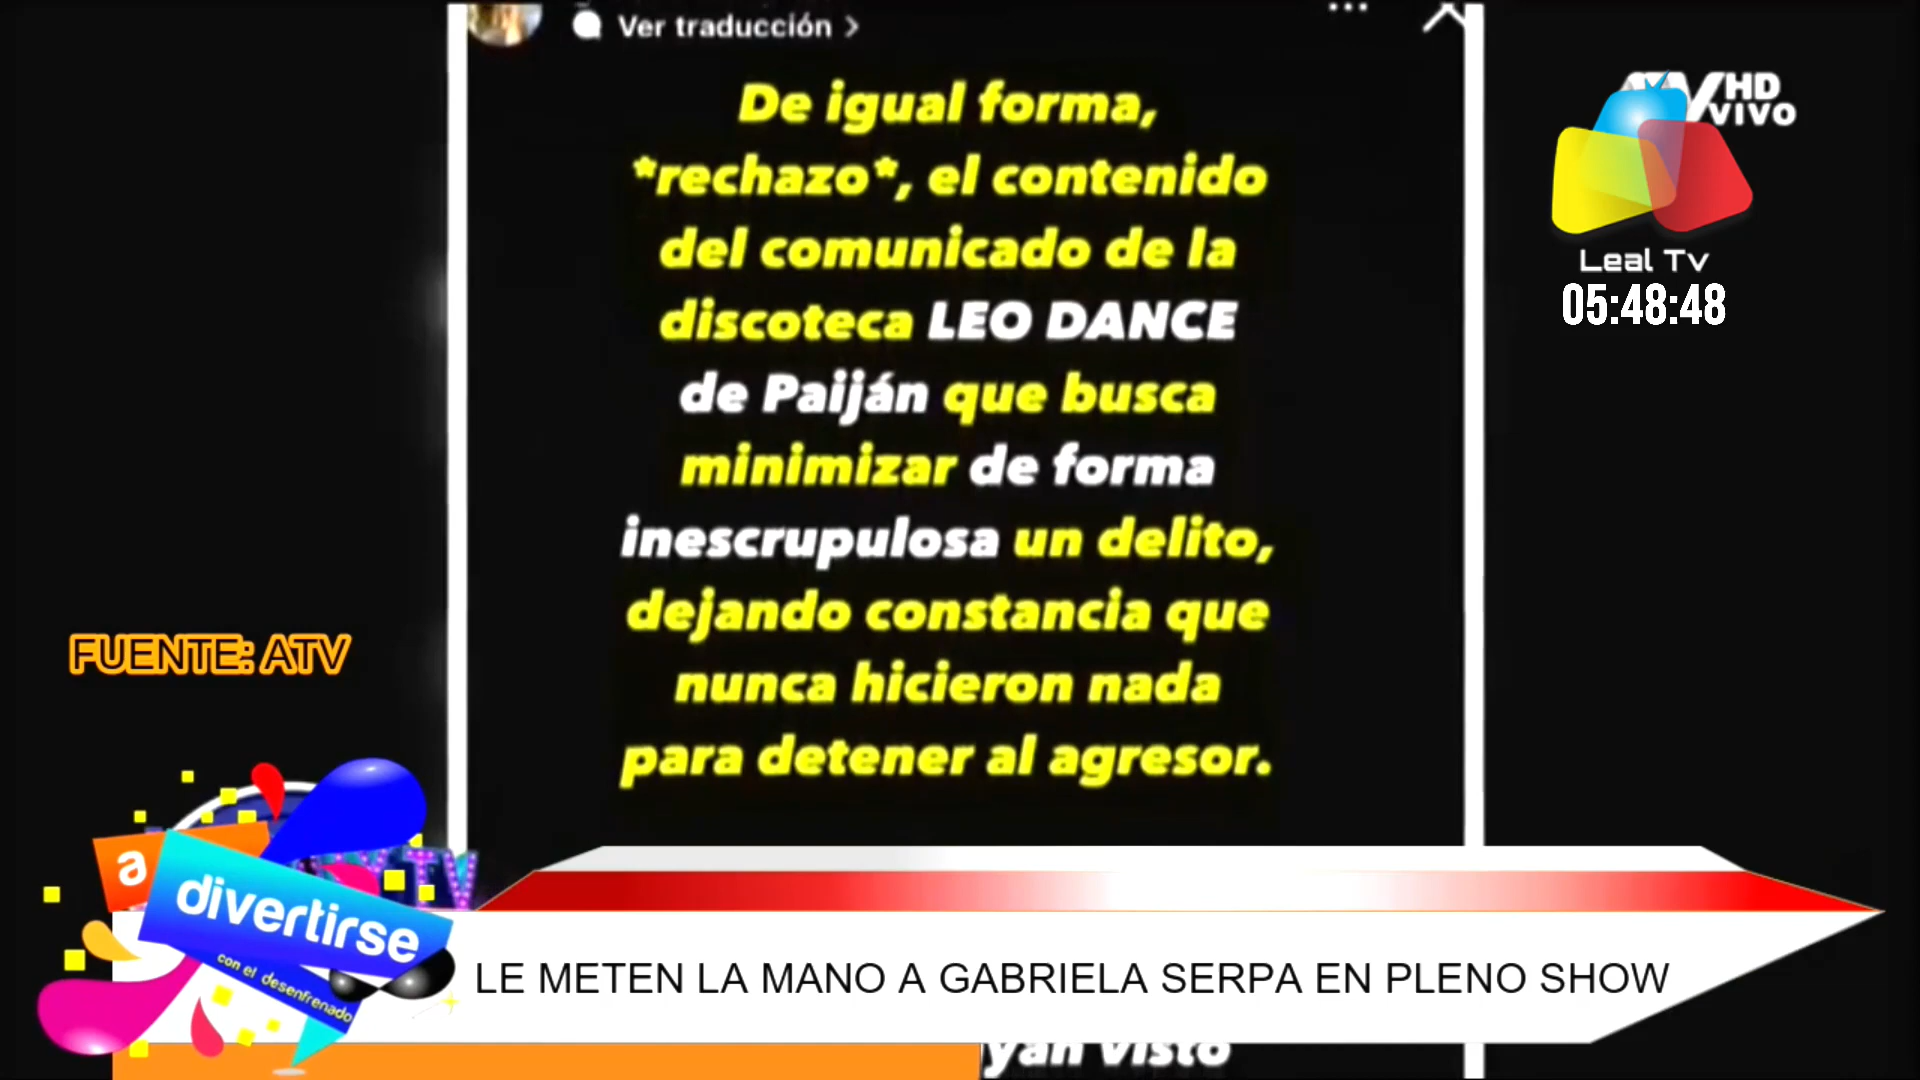 Ver traducción >
De igual forma,
*rechazo*, el contenido
del comunicado de la
discoteca LEO DANCE
de Paiján que busca
minimizar de forma
inescrupulosa un delito,
dejando constancia que
nunca hicieron nada
para detener al agresor.
HD
VIVO
Leal Tv
05:48:48
FUENTE: ATV
a
divertirse
con el desenfrenado
TV
LE METEN LA MANO A GABRIELA SERPA EN PLENO SHOW
visto